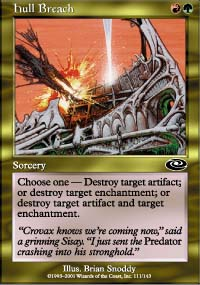 Hull Breach
Sorcery
Choose one — Destroy target artifact;
or destroy target enchantment; or
destroy target artifact and target
enchantment.
“Crovax knows we’re coming now,” said
a grinning Sisay. “I just sent the Predator
crashing into his stronghold.”
Illus. Brian Snoddy
©1993–2001 Wizards of the Coast, Inc. 111/143